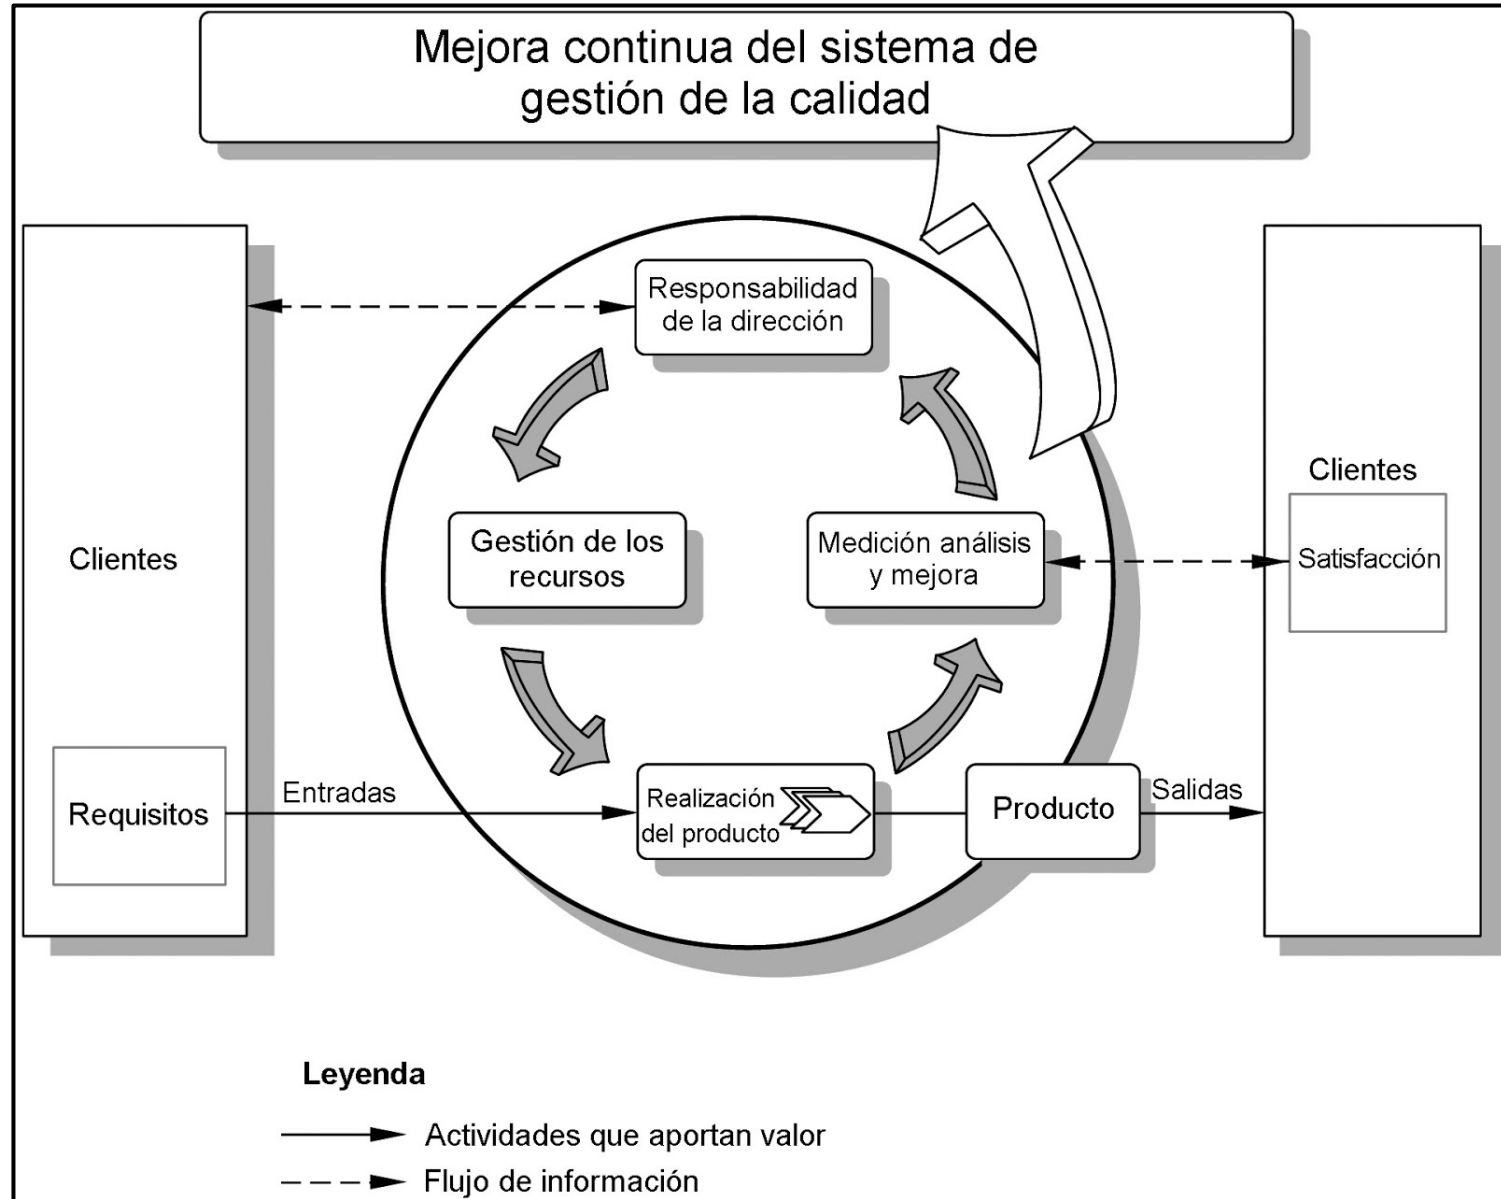 Mejora continua del sistema de
gestión de la calidad
Responsabilidad
de la dirección
Clientes
Gestión de los
recursos
Medición análisis
y mejora
Clientes
Satisfacción
Requisitos
Entradas
Realización
del producto
Producto
Salidas
Leyenda
Actividades que aportan valor
Flujo de información